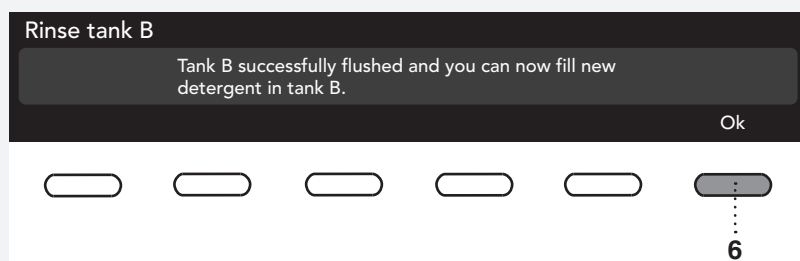 Rinse tank B
Tank B successfully flushed and you can now fill new
detergent in tank B.
Ok
6